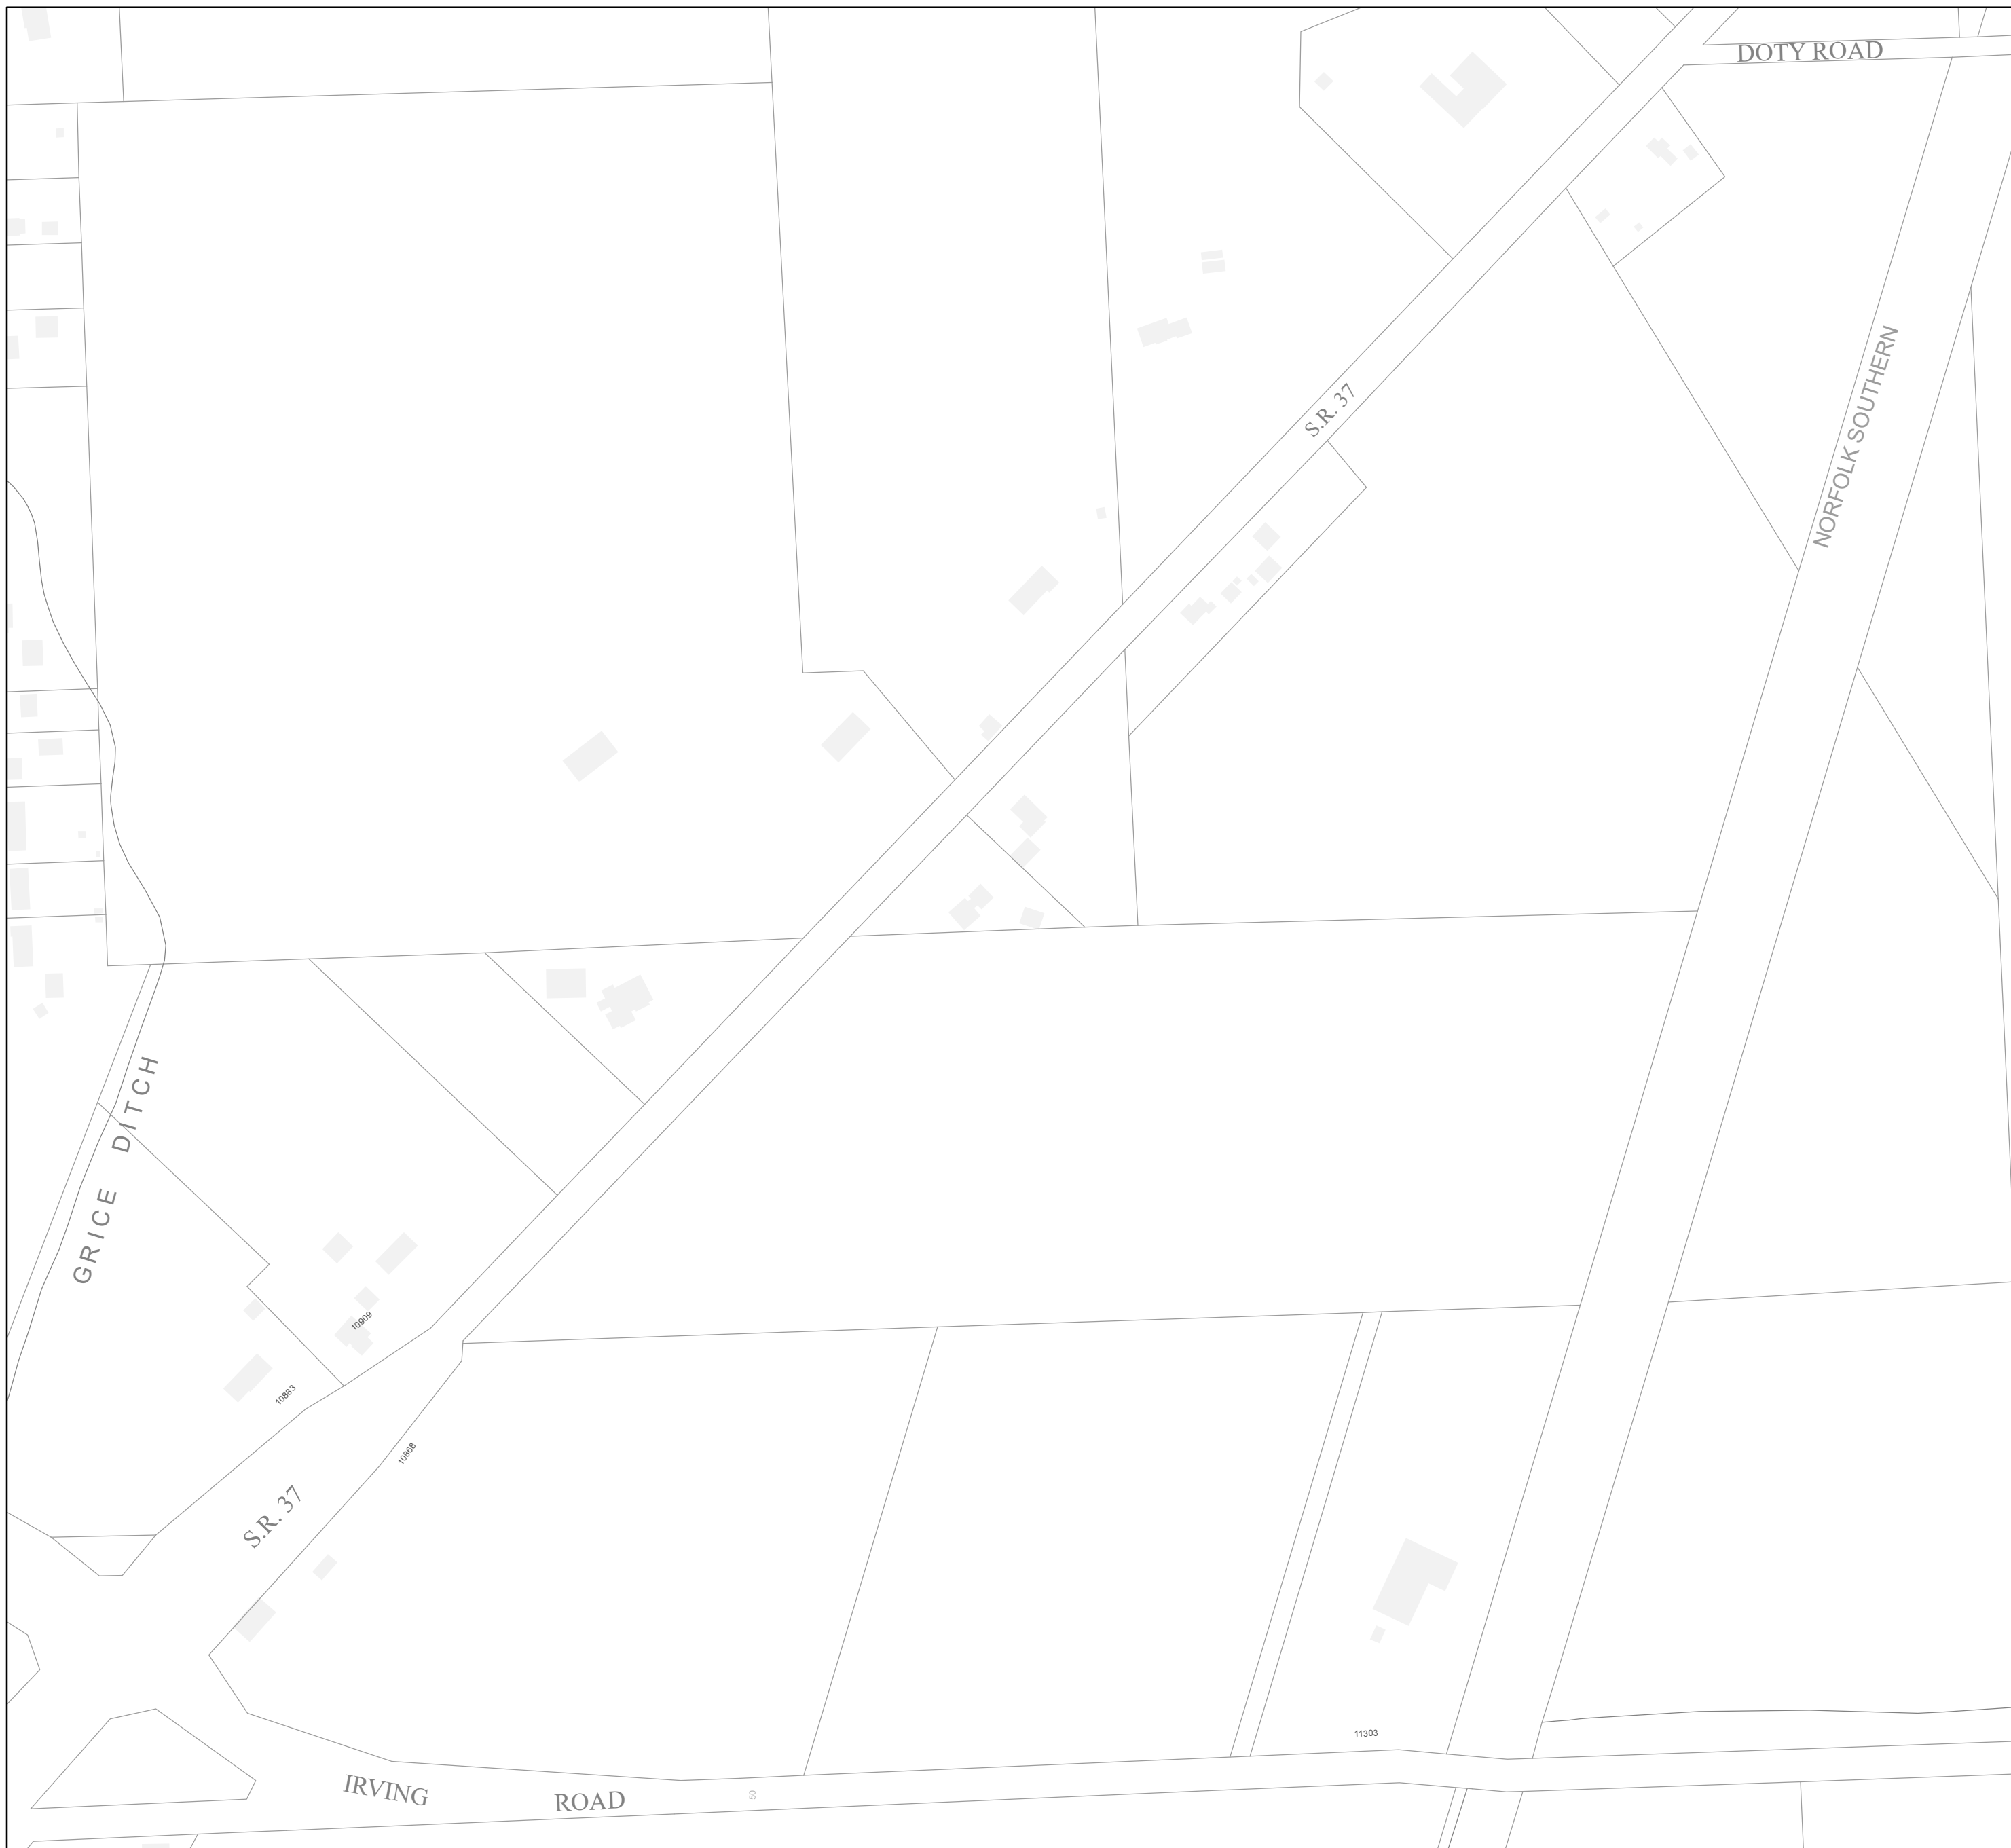 DOTY ROAD
NORFOLK SOUTHERN
S.R. 37
GRICE DITCH
10909
10883
10868
S.R. 37
11303
IRVING ROAD
50